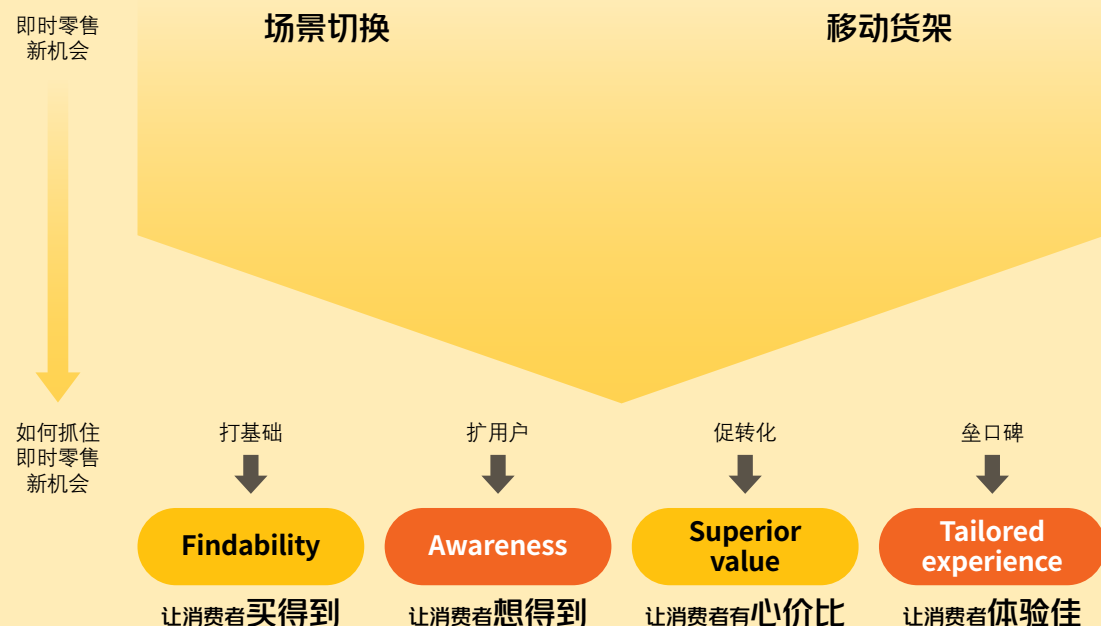 即时零售
新机会
场景切换
移动货架
如何抓住
即时零售
新机会
打基础
扩用户
促转化
垒口碑
Findability
Awareness
Superior
value
Tailored
experience
让消费者买得到
让消费者想得到
让消费者有心价比
让消费者体验佳